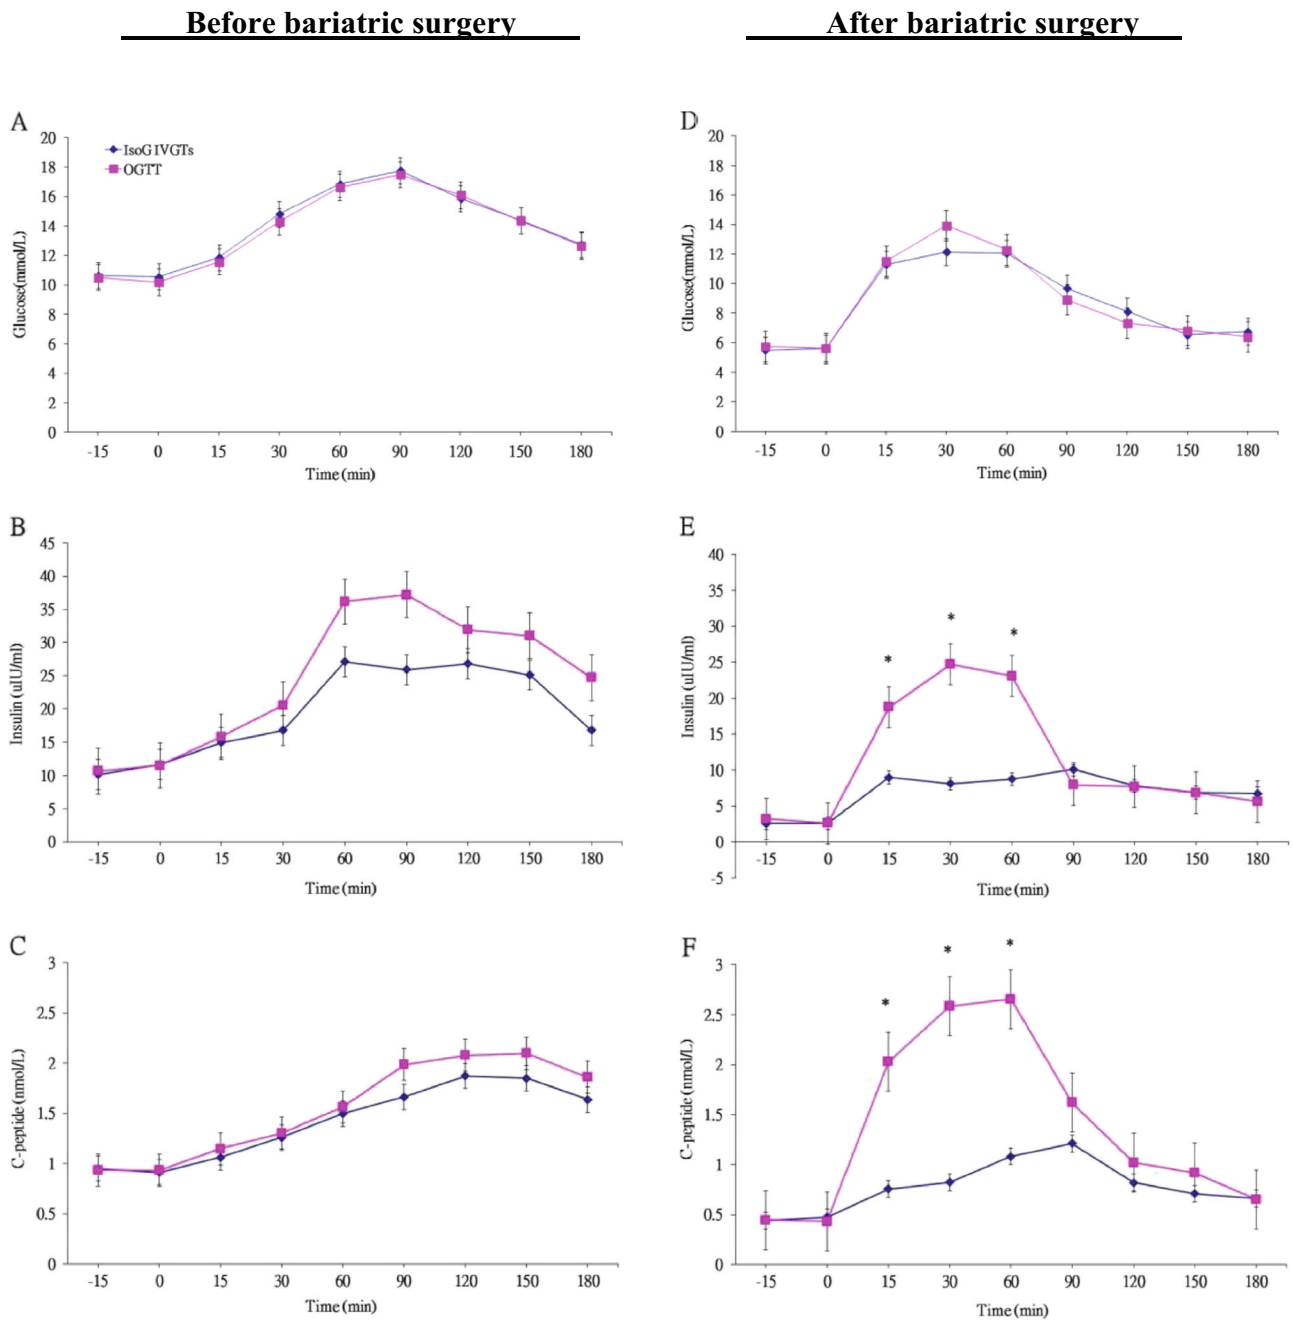 Before bariatric surgery
After bariatric surgery
A
20
18
16
14
12
10
8
6
4
2
0
IsoGIVGTs
OGTT
Glucose(mmol/L)
-15 0 15 30 60 90 120 150 180
Time (min)
D
20
18
16
14
12
10
8
6
4
2
0
Glucose(mmol/L)
-15 0 15 30 60 90 120 150 180
Time (min)
B
45
40
35
30
25
20
15
10
5
0
Insulin (uIU/ml)
-15 0 15 30 60 90 120 150 180
Time (min)
E
40
35
30
25
20
15
10
5
0
-5
Insulin (uIU/ml)
* * *
-15 0 15 30 60 90 120 150 180
Time (min)
C
3
2.5
2
1.5
1
0.5
0
C-peptide (nmol/L)
-15 0 15 30 60 90 120 150 180
Time (min)
F
3
2.5
2
1.5
1
0.5
0
C-peptide (nmol/L)
* * *
-15 0 15 30 60 90 120 150 180
Time (min)